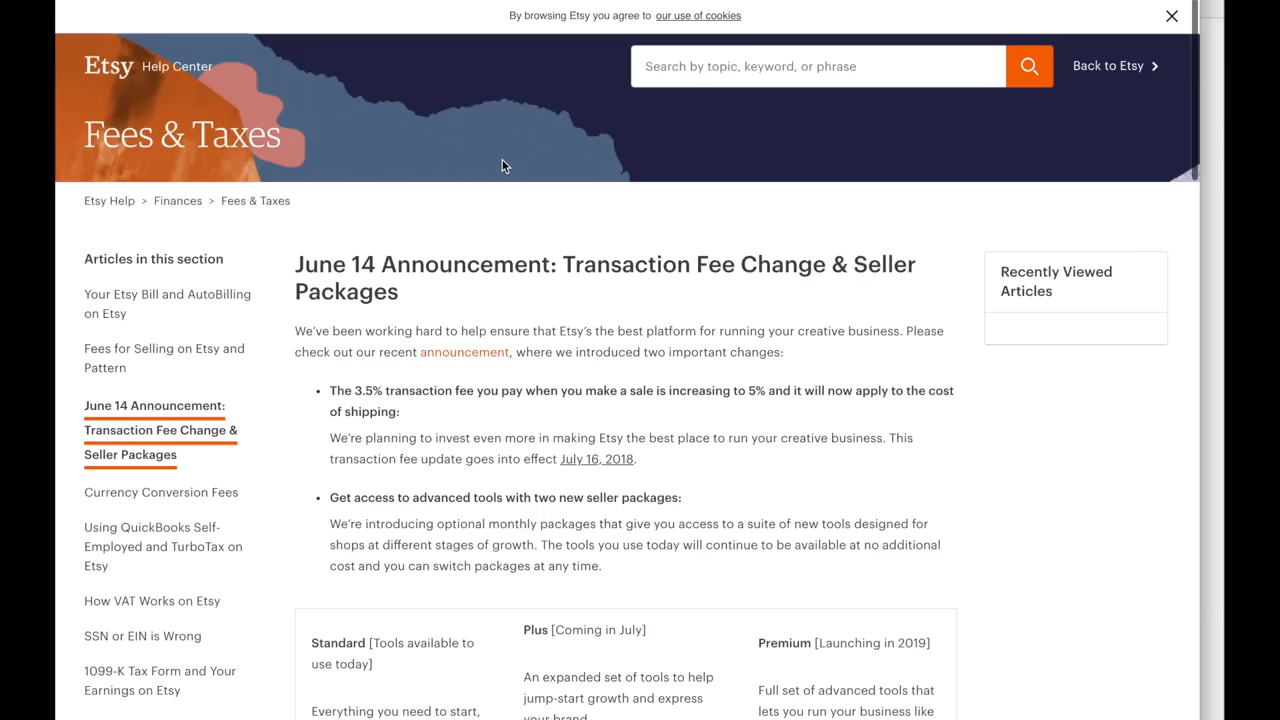 By browsing Etsy you agree to our use of cookies
Etsy Help Center
Search by topic, keyword, or phrase
Back to Etsy
Fees & Taxes
Etsy Help > Finances > Fees & Taxes
Articles in this section
Your Etsy Bill and AutoBilling
on Etsy
Fees for Selling on Etsy and
Pattern
June 14 Announcement:
Transaction Fee Change &
Seller Packages
Currency Conversion Fees
Using QuickBooks Self-
Employed and TurboTax on
Etsy
How VAT Works on Etsy
SSN or EIN is Wrong
1099-K Tax Form and Your
Earnings on Etsy
June 14 Announcement: Transaction Fee Change & Seller
Packages
We've been working hard to help ensure that Etsy's the best platform for running your creative business. Please
check out our recent announcement, where we introduced two important changes:
• The 3.5% transaction fee you pay when you make a sale is increasing to 5% and it will now apply to the cost
of shipping:
We're planning to invest even more in making Etsy the best place to run your creative business. This
transaction fee update goes into effect July 16, 2018.
• Get access to advanced tools with two new seller packages:
We're introducing optional monthly packages that give you access to a suite of new tools designed for
shops at different stages of growth. The tools you use today will continue to be available at no additional
cost and you can switch packages at any time.
Standard [Tools available to
use today]
Everything you need to start,
Plus [Coming in July]
An expanded set of tools to help
jump-start growth and express
your brand
Premium [Launching in 2019]
Full set of advanced tools that
lets you run your business like
Recently Viewed
Articles